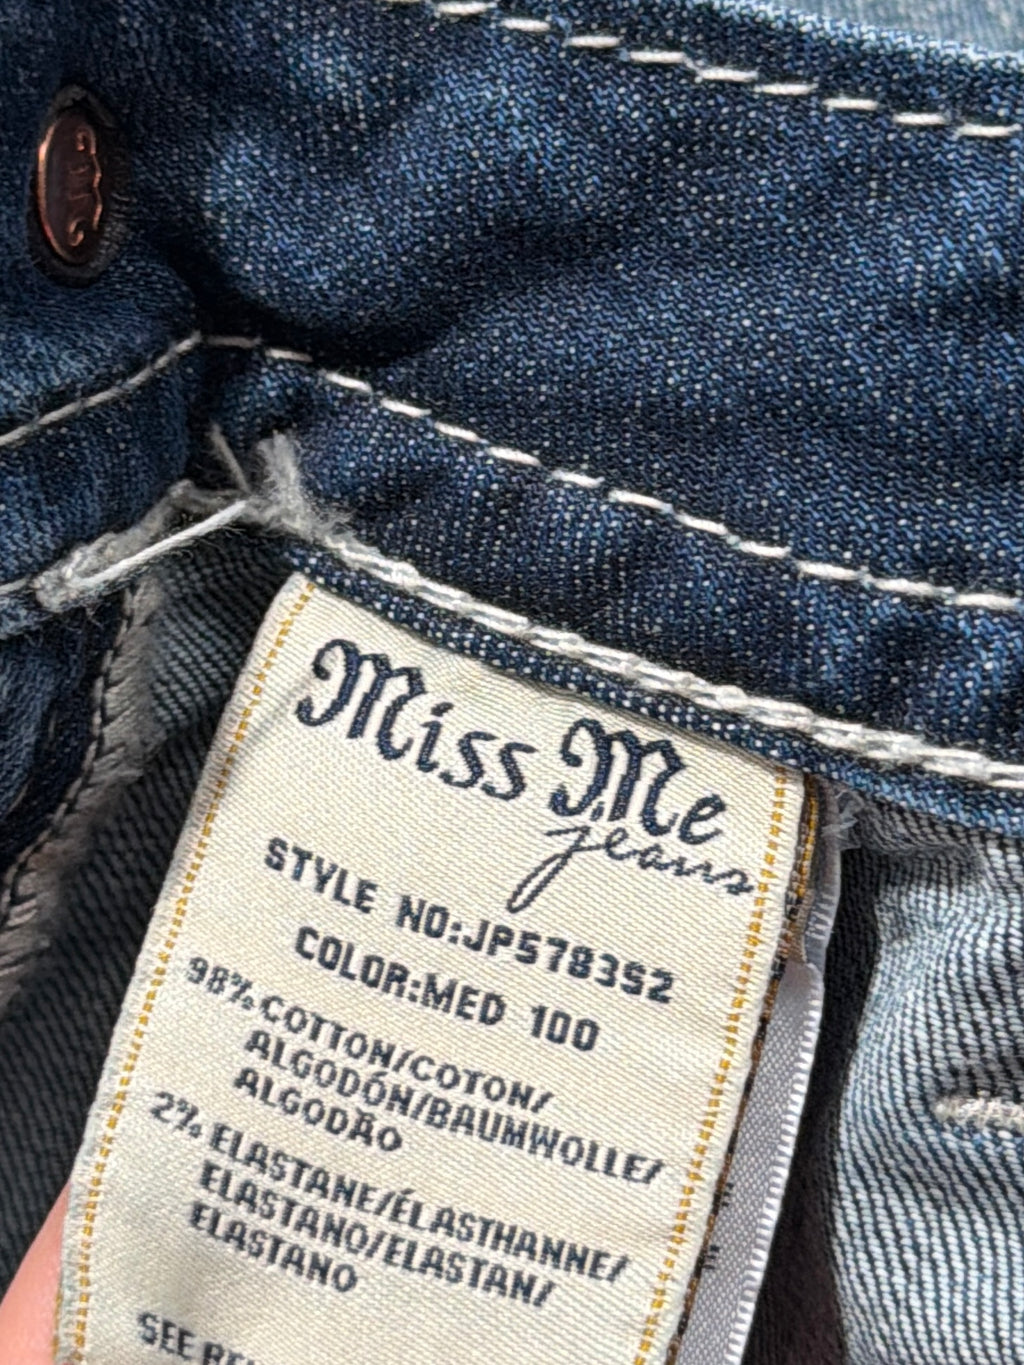 Miss Me
jeans
STYLE NO:JP5783S2
COLOR:MED 100
98% COTTON/COTON/
ALGODÓN/BAUMWOLLE/
ALGODÃO
2% ELASTANE/ÉLASTHANNE/
ELASTANO/ELASTAN/
ELASTANO
SEE